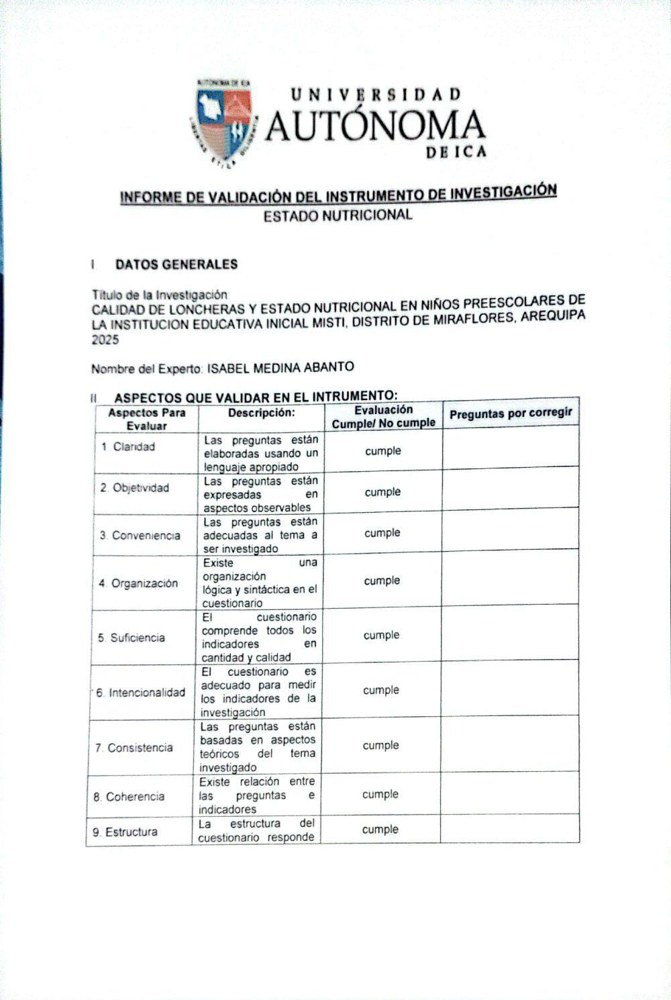 AUTÓNOMA DE ICA
UNIVERSIDAD
AUTÓNOMA
DE ICA
INFORME DE VALIDACIÓN DEL INSTRUMENTO DE INVESTIGACIÓN
ESTADO NUTRICIONAL
I DATOS GENERALES
Título de la Investigación:
CALIDAD DE LONCHERAS Y ESTADO NUTRICIONAL EN NIÑOS PREESCOLARES DE
LA INSTITUCION EDUCATIVA INICIAL MISTI, DISTRITO DE MIRAFLORES, AREQUIPA
2025
Nombre del Experto: ISABEL MEDINA ABANTO
II ASPECTOS QUE VALIDAR EN EL INTRUMENTO:
Aspectos Para
Evaluar
Descripción:
Evaluación
Cumple/ No cumple
Preguntas por corregir
1. Claridad
Las preguntas están
elaboradas usando un
lenguaje apropiado
cumple
2. Objetividad
Las preguntas están
expresadas en
aspectos observables
cumple
3. Conveniencia
Las preguntas están
adecuadas al tema a
ser investigado
cumple
4. Organización
Existe una
organización
lógica y sintáctica en el
cuestionario
cumple
5. Suficiencia
El cuestionario
comprende todos los
indicadores en
cantidad y calidad
cumple
6. Intencionalidad
El cuestionario es
adecuado para medir
los indicadores de la
investigación
cumple
7. Consistencia
Las preguntas están
basadas en aspectos
teóricos del tema
investigado
cumple
8. Coherencia
Existe relación entre
las preguntas e
indicadores
cumple
9. Estructura
La estructura del
cuestionario responde
cumple